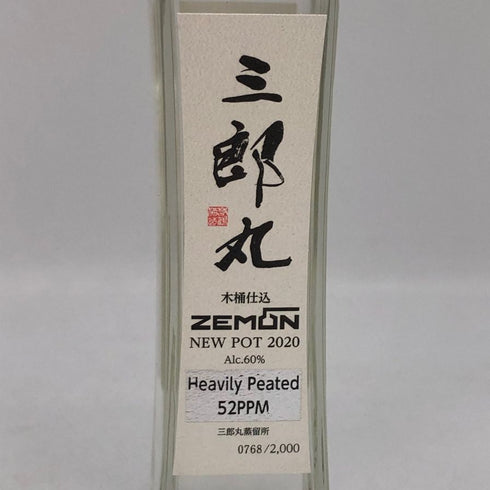 三郎丸
木桶仕込
ZEMON
NEW POT 2020
Alc.60%
Heavily Peated
52PPM
三郎丸蒸留所
0768/2,000